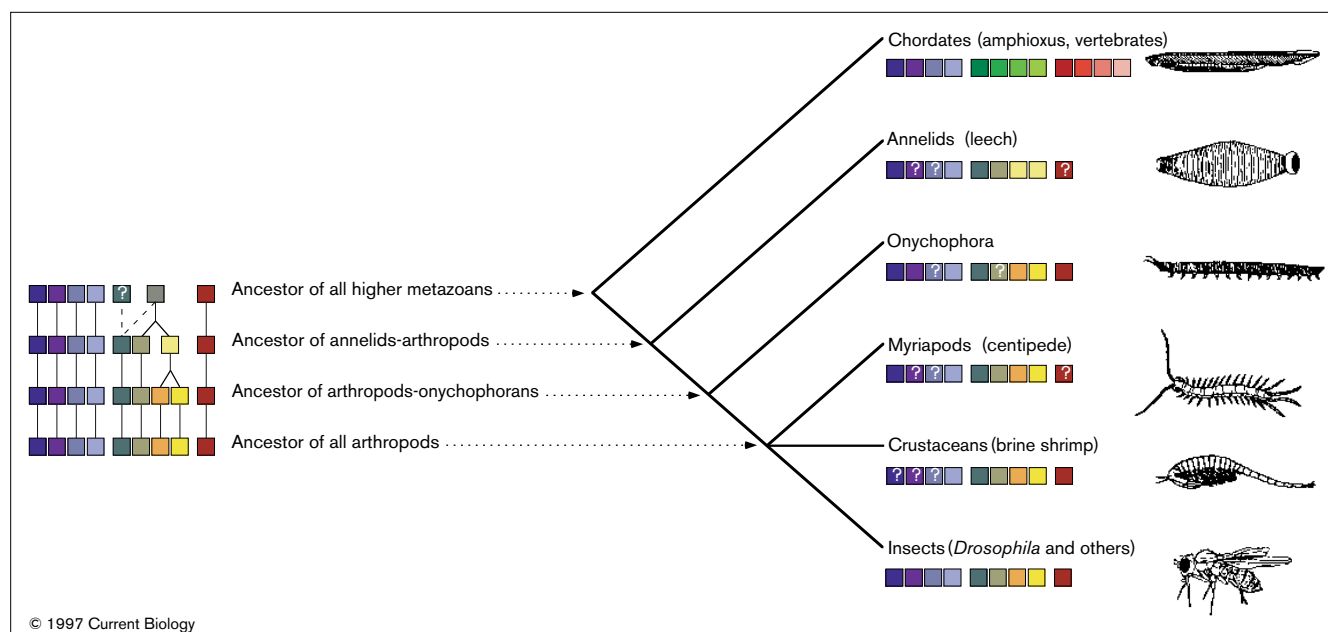 Chordates (amphioxus, vertebrates)
Annelids (leech)
? ? ?
Onychophora
? ?
Ancestor of all higher metazoans
?
Ancestor of annelids-arthropods
Myriapods (centipede)
? ? ?
Ancestor of arthropods-onychophorans
Ancestor of all arthropods
Crustaceans (brine shrimp)
? ? ?
Insects (Drosophila and others)
© 1997 Current Biology